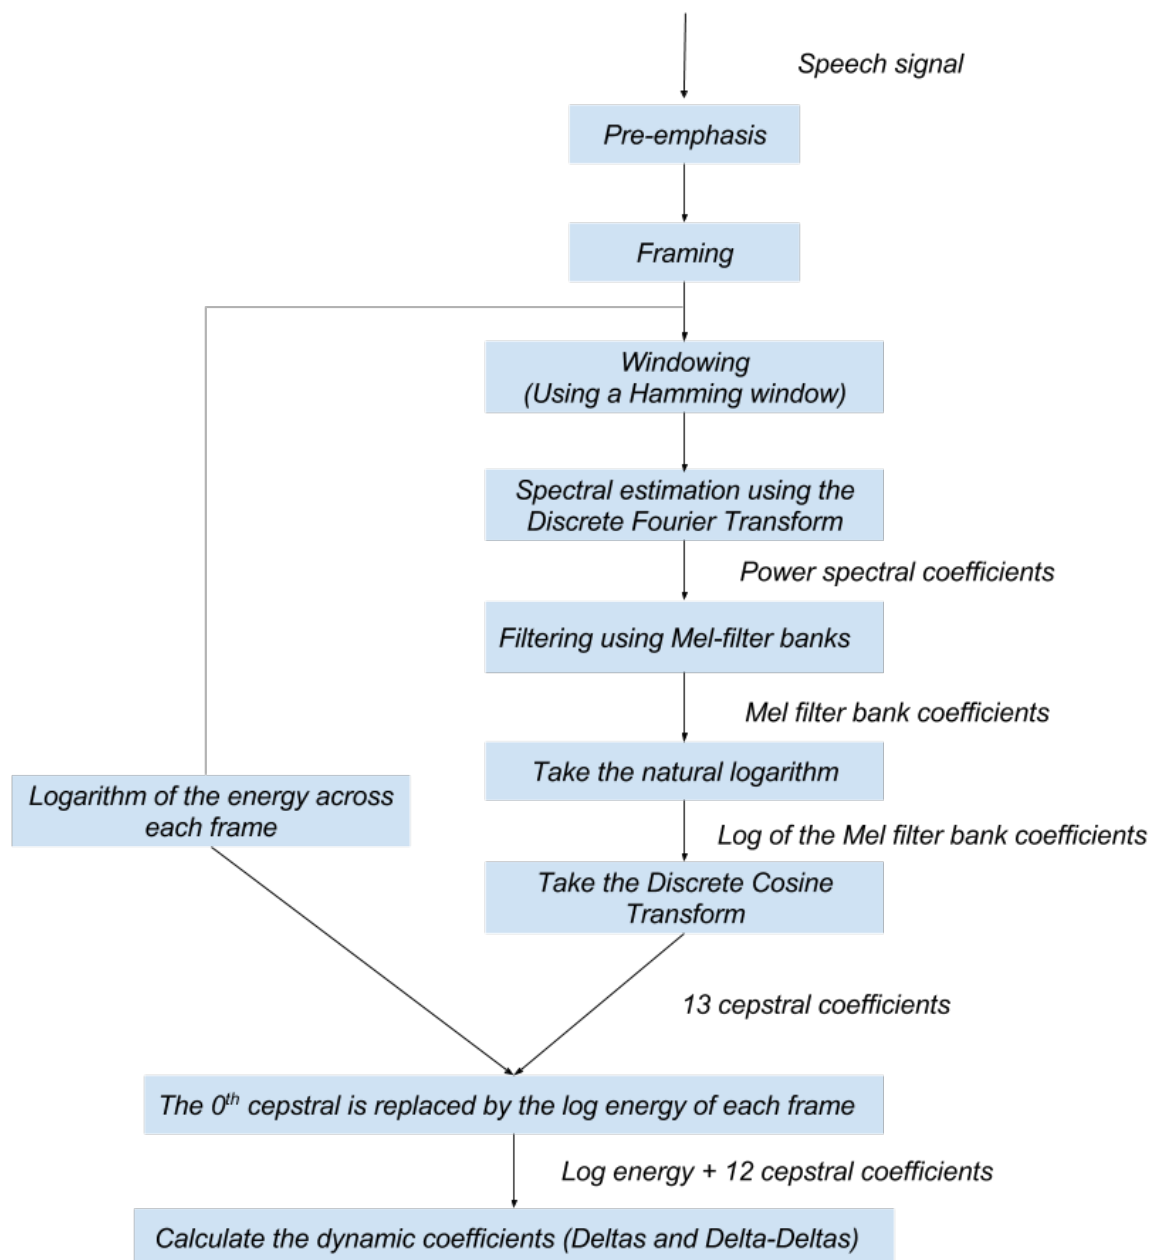 Speech signal
Pre-emphasis
Framing
Windowing
(Using a Hamming window)
Spectral estimation using the
Discrete Fourier Transform
Power spectral coefficients
Filtering using Mel-filter banks
Mel filter bank coefficients
Take the natural logarithm
Logarithm of the energy across
each frame
Log of the Mel filter bank coefficients
Take the Discrete Cosine
Transform
13 cepstral coefficients
The 0th cepstral is replaced by the log energy of each frame
Log energy + 12 cepstral coefficients
Calculate the dynamic coefficients (Deltas and Delta-Deltas)